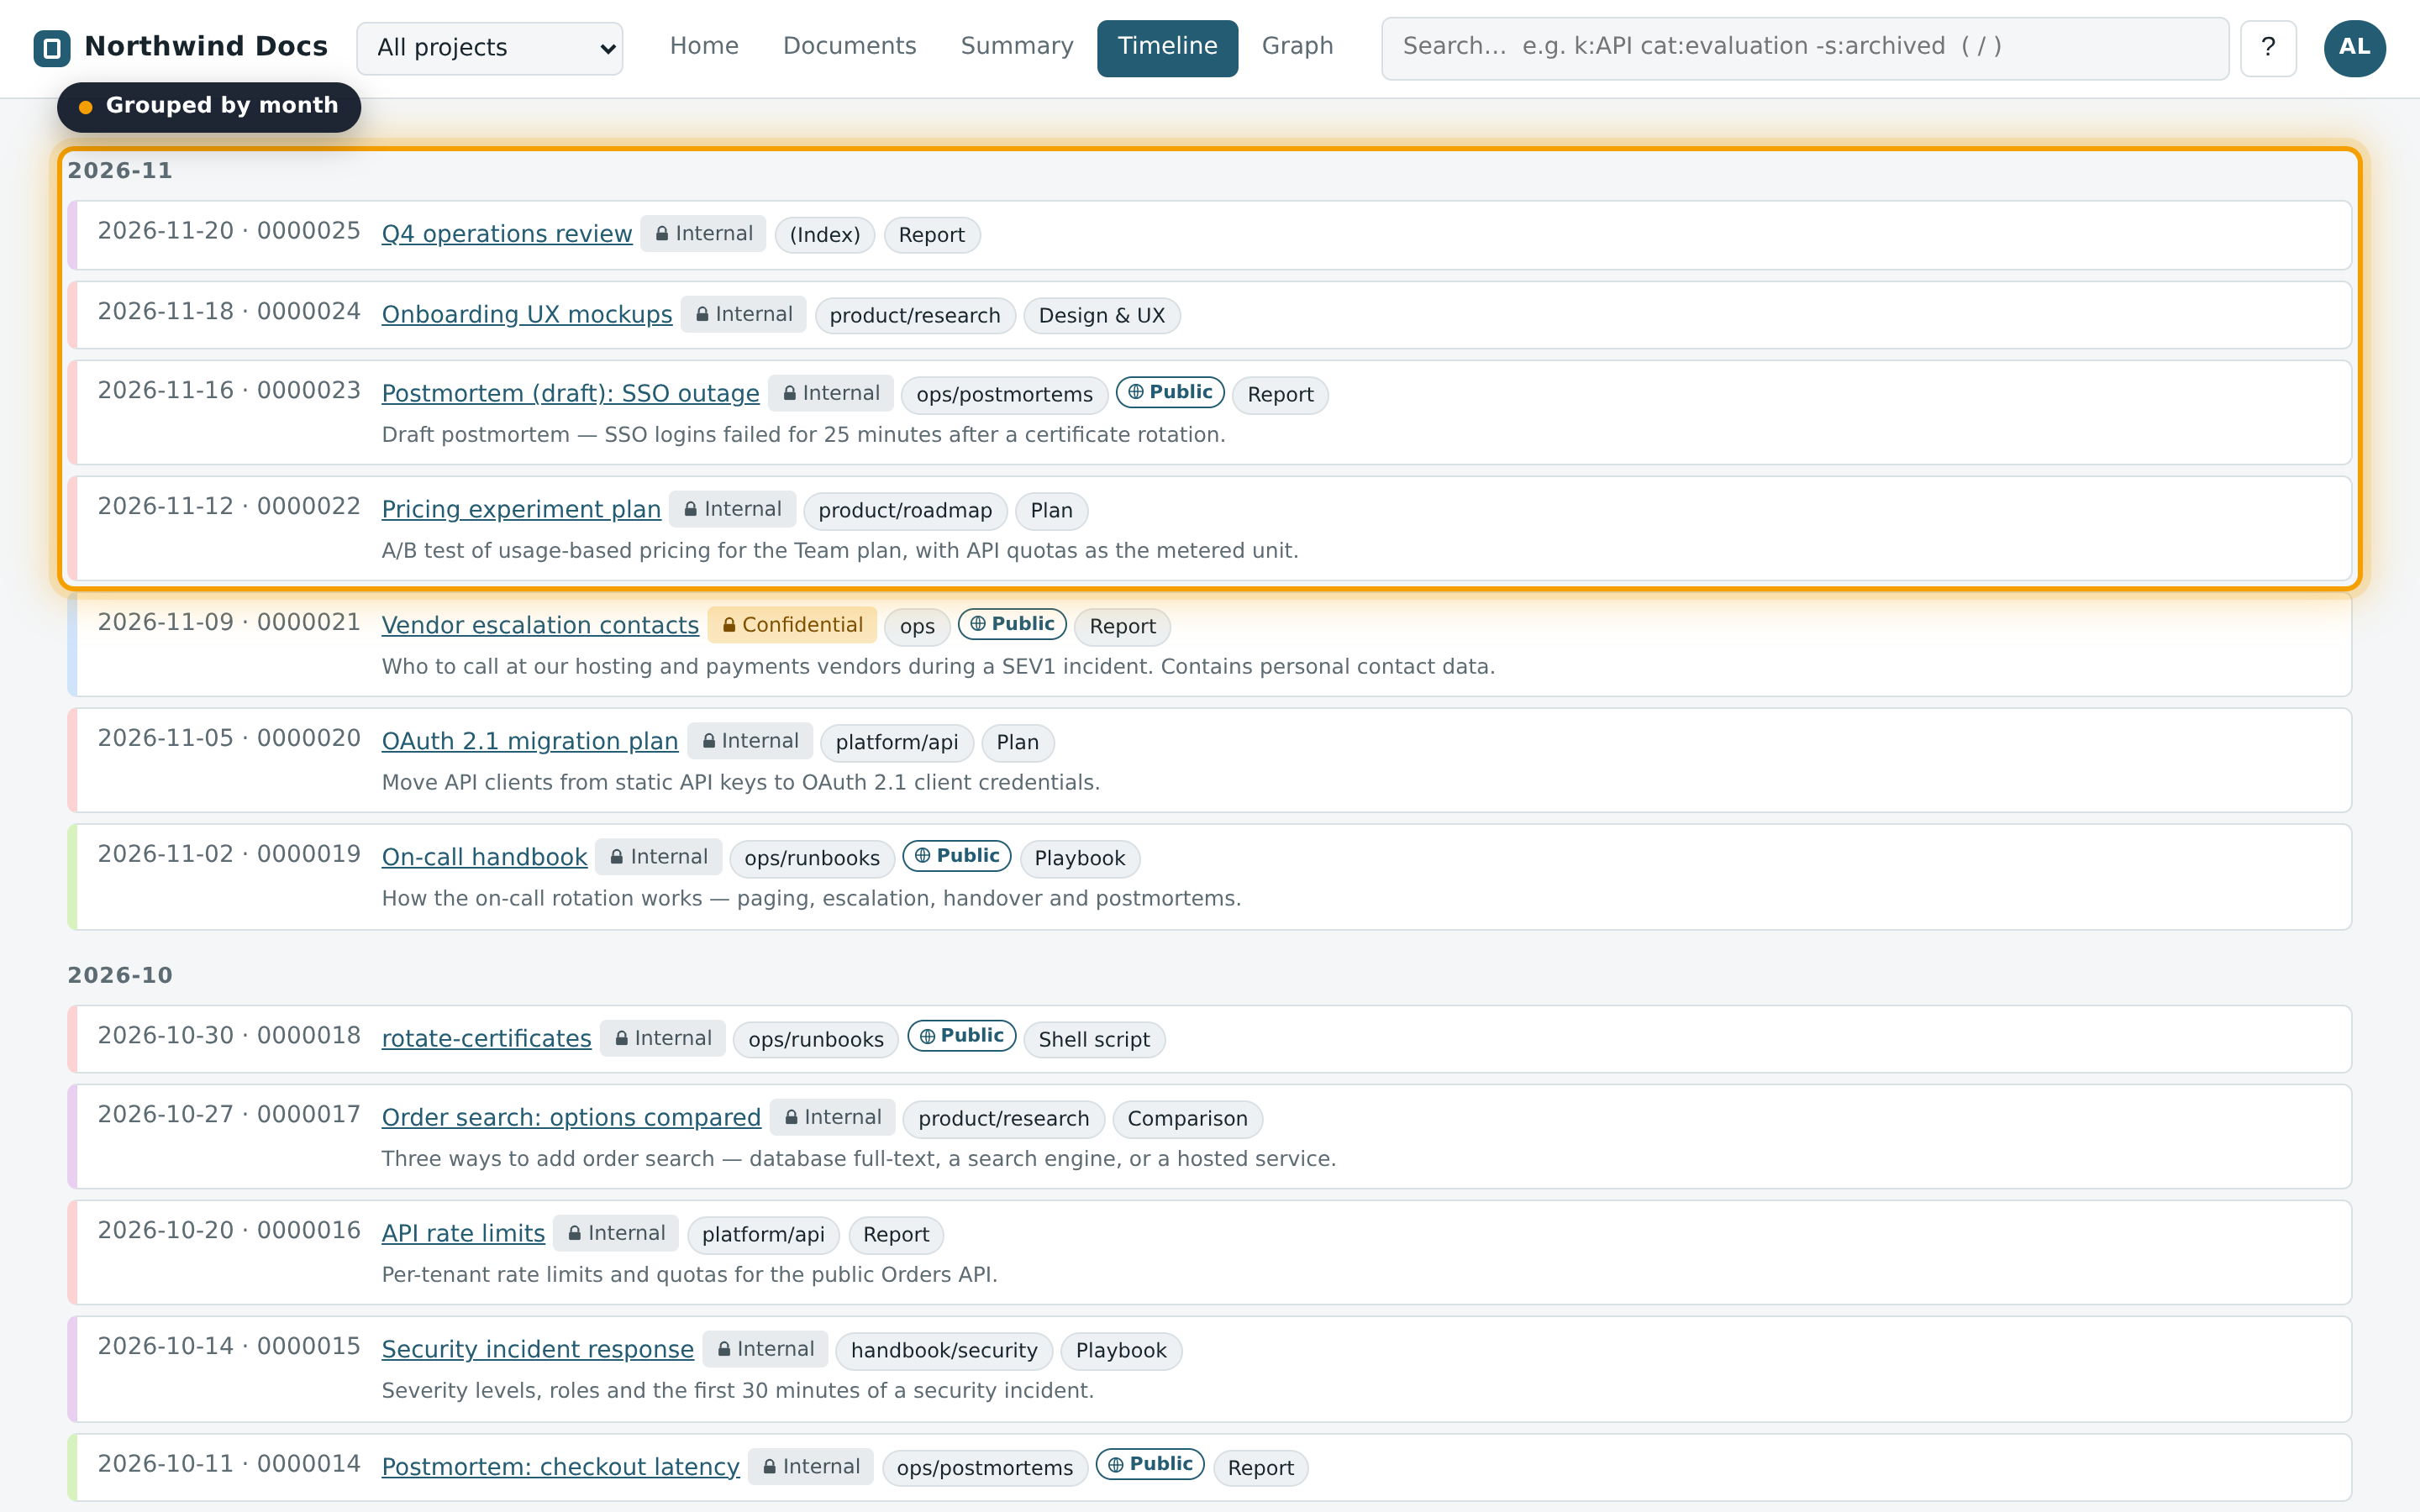 Northwind Docs All projects Home Documents Summary Timeline Graph Search... e.g. k:API cat:evaluation -s:archived ( / ) ? AL
Grouped by month
2026-11
2026-11-20 · 0000025 Q4 operations review Internal (Index) Report
2026-11-18 · 0000024 Onboarding UX mockups Internal product/research Design & UX
2026-11-16 · 0000023 Postmortem (draft): SSO outage Internal ops/postmortems Public Report
Draft postmortem — SSO logins failed for 25 minutes after a certificate rotation.
2026-11-12 · 0000022 Pricing experiment plan Internal product/roadmap Plan
A/B test of usage-based pricing for the Team plan, with API quotas as the metered unit.
2026-11-09 · 0000021 Vendor escalation contacts Confidential ops Public Report
Who to call at our hosting and payments vendors during a SEV1 incident. Contains personal contact data.
2026-11-05 · 0000020 OAuth 2.1 migration plan Internal platform/api Plan
Move API clients from static API keys to OAuth 2.1 client credentials.
2026-11-02 · 0000019 On-call handbook Internal ops/runbooks Public Playbook
How the on-call rotation works — paging, escalation, handover and postmortems.
2026-10
2026-10-30 · 0000018 rotate-certificates Internal ops/runbooks Public Shell script
2026-10-27 · 0000017 Order search: options compared Internal product/research Comparison
Three ways to add order search — database full-text, a search engine, or a hosted service.
2026-10-20 · 0000016 API rate limits Internal platform/api Report
Per-tenant rate limits and quotas for the public Orders API.
2026-10-14 · 0000015 Security incident response Internal handbook/security Playbook
Severity levels, roles and the first 30 minutes of a security incident.
2026-10-11 · 0000014 Postmortem: checkout latency Internal ops/postmortems Public Report